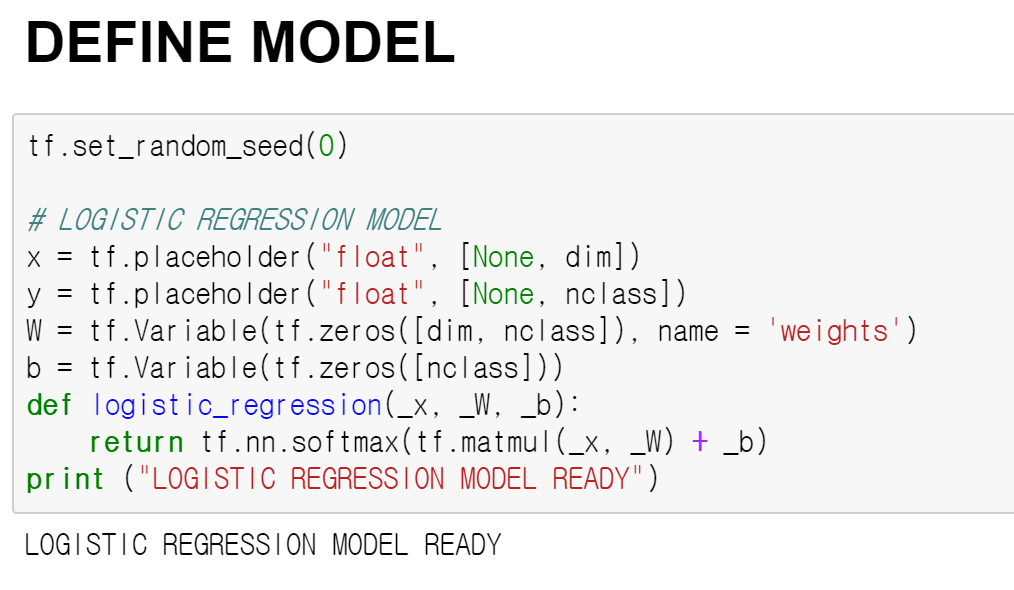 DEFINE MODEL
tf.set_random_seed(0)
# LOGISTIC REGRESSION MODEL
x = tf.placeholder("float", [None, dim])
y = tf.placeholder("float", [None, nclass])
W = tf.Variable(tf.zeros([dim, nclass]), name = 'weights')
b = tf.Variable(tf.zeros([nclass]))
def logistic_regression(_x, _W, _b):
    return tf.nn.softmax(tf.matmul(_x, _W) + _b)
print ("LOGISTIC REGRESSION MODEL READY")
LOGISTIC REGRESSION MODEL READY